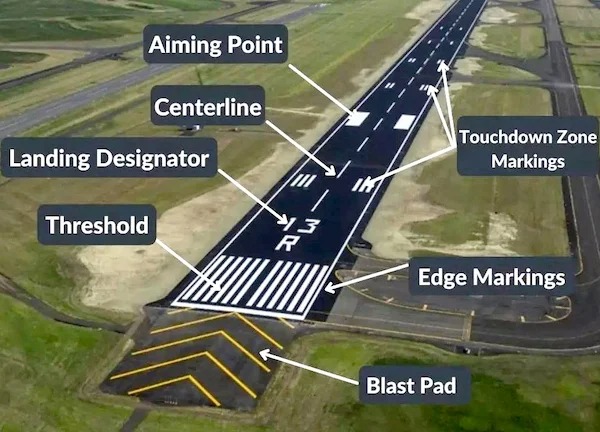 Aiming Point
Centerline
Landing Designator
Touchdown Zone
Markings
Threshold
13
R
Edge Markings
Blast Pad